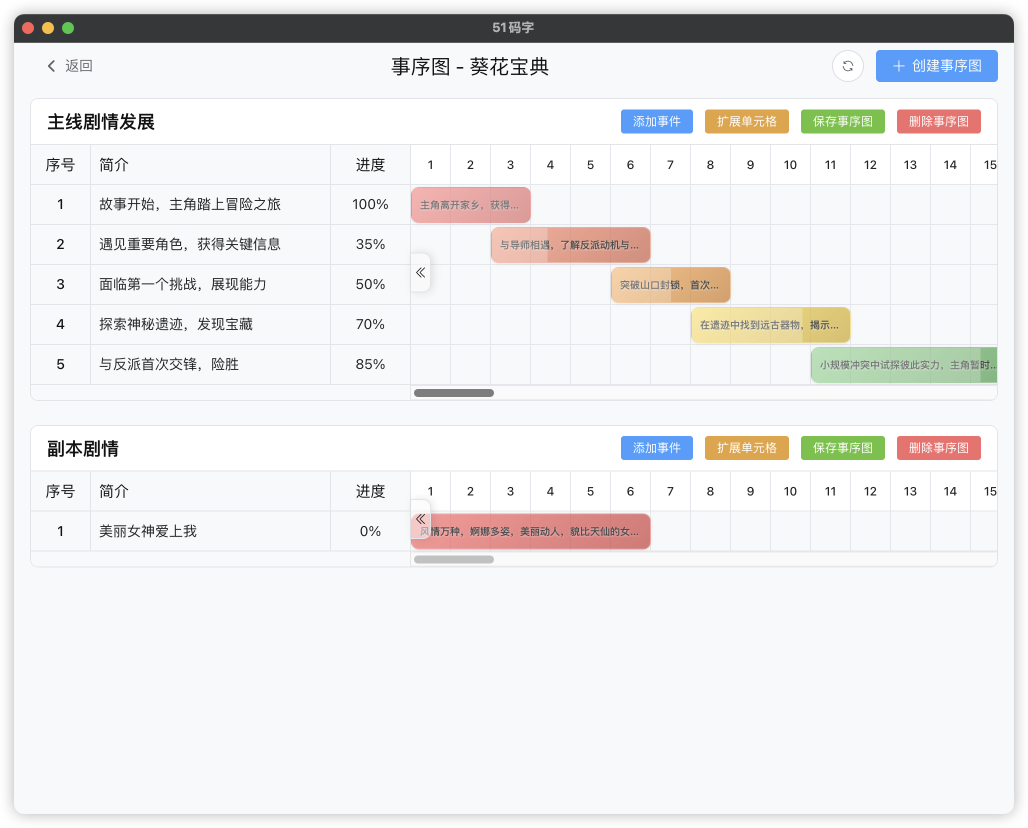 51码字
返回
事序图 - 葵花宝典
创建事序图
主线剧情发展 添加事件 扩展单元格 保存事序图 删除事序图
序号 简介 进度 1 2 3 4 5 6 7 8 9 10 11 12 13 14 15
1 故事开始，主角踏上冒险之旅 100% 主角离开家乡，获得...
2 遇见重要角色，获得关键信息 35% 与导师相遇，了解反派动机与...
3 面临第一个挑战，展现能力 50% 突破山口封锁，首次...
4 探索神秘遗迹，发现宝藏 70% 在遗迹中找到远古器物，揭示...
5 与反派首次交锋，险胜 85% 小规模冲突中试探彼此实力，主角暂时...
副本剧情 添加事件 扩展单元格 保存事序图 删除事序图
序号 简介 进度 1 2 3 4 5 6 7 8 9 10 11 12 13 14 15
1 美丽女神爱上我 0% 风情万种，婀娜多姿，美丽动人，貌比天仙的女...